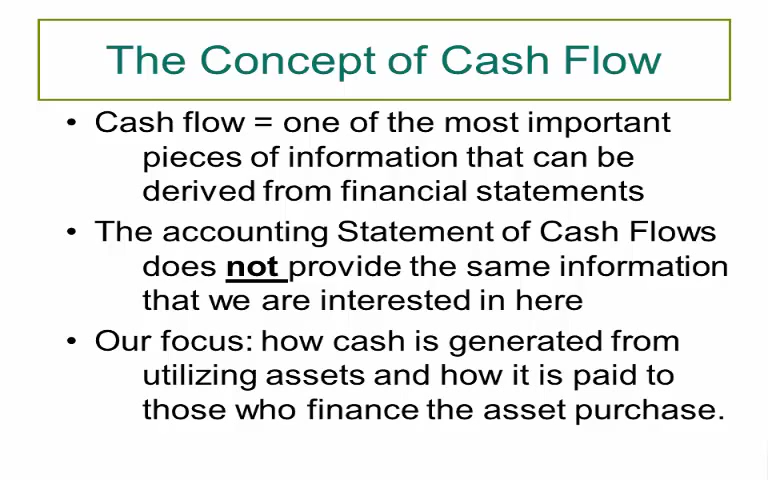 The Concept of Cash Flow
• Cash flow = one of the most important
pieces of information that can be
derived from financial statements
• The accounting Statement of Cash Flows
does not provide the same information
that we are interested in here
• Our focus: how cash is generated from
utilizing assets and how it is paid to
those who finance the asset purchase.